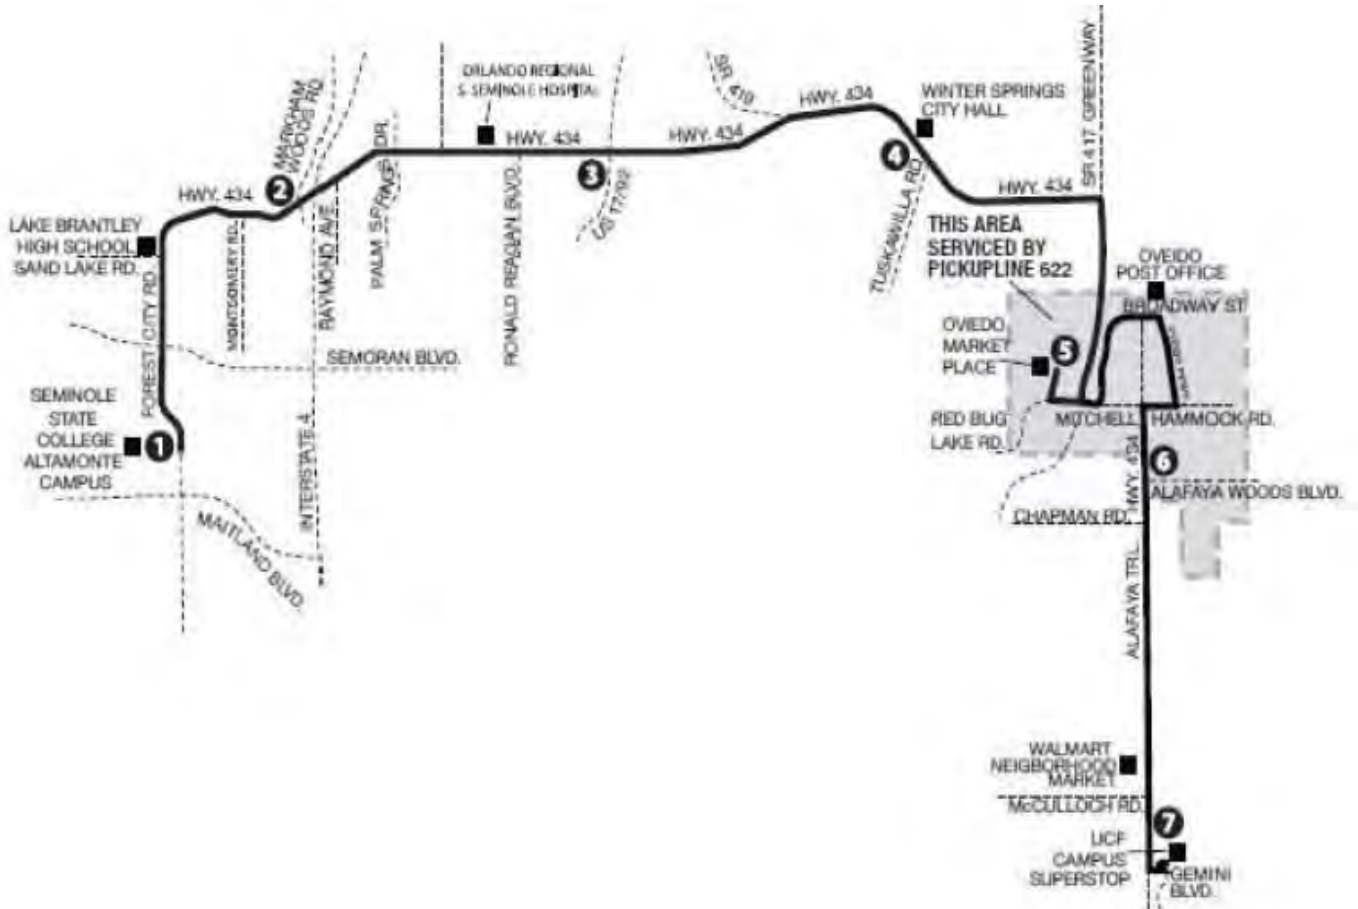 ORLANDO REGIONAL
S. SEMINOLE HOSPITAL
MARKHAM
WOODS RD.
SR 419
SR 417 GREENWAY
WINTER SPRINGS
CITY HALL
HWY. 434
HWY. 434
HWY. 434
HWY. 434
HWY. 434
2
3
4
LAKE BRANTLEY
HIGH SCHOOL
SAND LAKE RD.
FOREST CITY RD.
MONTGOMERY RD.
RAYMOND AVE.
PALM SPRINGS DR.
RONALD REAGAN BLVD.
US 17/92
TUSKAWILLA RD.
THIS AREA
SERVICED BY
PICKUPLINE 622
OVEIDO
POST OFFICE
BROADWAY ST
OVIEDO
MARKET
PLACE
5
SEMORAN BLVD.
SEMINOLE
STATE
COLLEGE
ALTAMONTE
CAMPUS
1
INTERSTATE 4
MAITLAND BLVD.
RED BUG
LAKE RD.
MITCHELL HAMMOCK RD.
HWY. 434
6
ALAFAYA WOODS BLVD.
CHAPMAN RD.
ALAFAYA TRL.
WALMART
NEIGBORHOOD
MARKET
McCULLOCH RD.
7
UCF
CAMPUS
SUPERSTOP
GEMINI
BLVD.